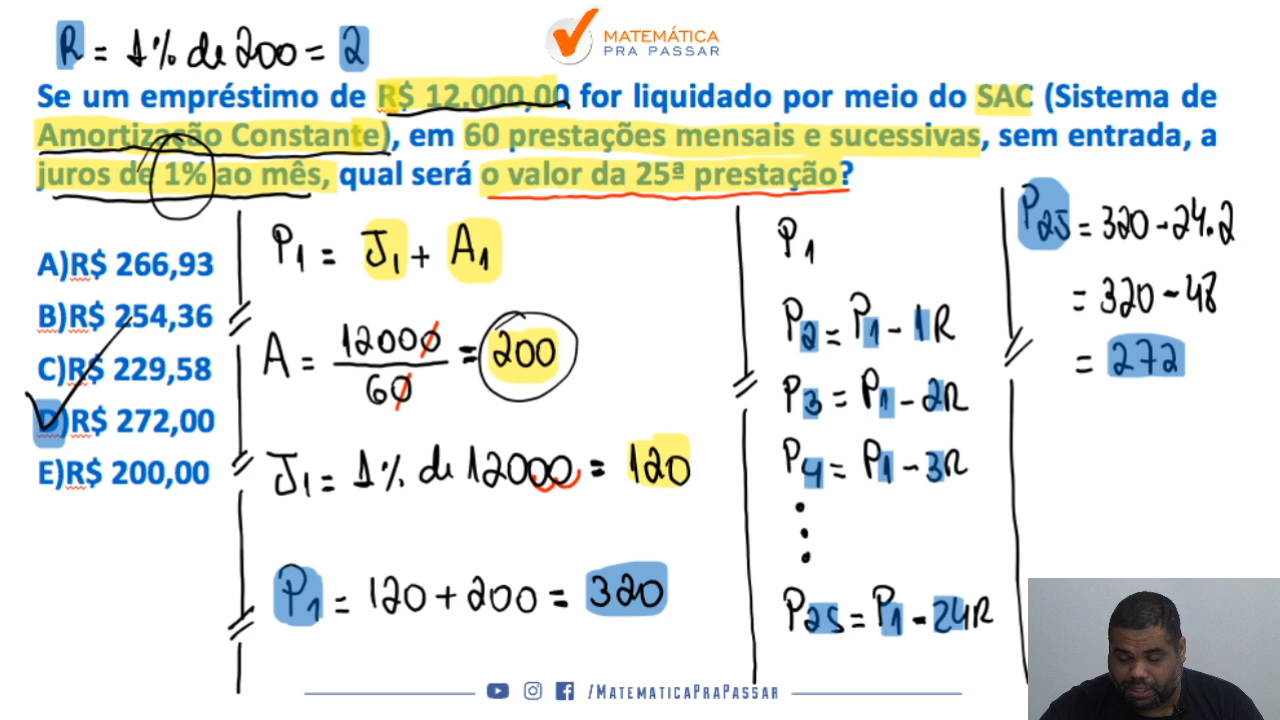 R = 1% de 200 = 2
MATEMÁTICA
PRA PASSAR
Se um empréstimo de R$ 12.000,00 for liquidado por meio do SAC (Sistema de
Amortização Constante), em 60 prestações mensais e sucessivas, sem entrada, a
juros de 1% ao mês, qual será o valor da 25ª prestação?
A)R$ 266,93
B)R$ 254,36
C)R$ 229,58
D)R$ 272,00
E)R$ 200,00
P1 = J1 + A1
A = 12000/60 = 200
J1 = 1% de 12000 = 120
P1 = 120 + 200 = 320
P1
P2 = P1 - 1R
P3 = P1 - 2R
P4 = P1 - 3R
P25 = P1 - 24R
P25 = 320 - 24.2
= 320 - 48
= 272
/MATEMATICAPRAPASSAR